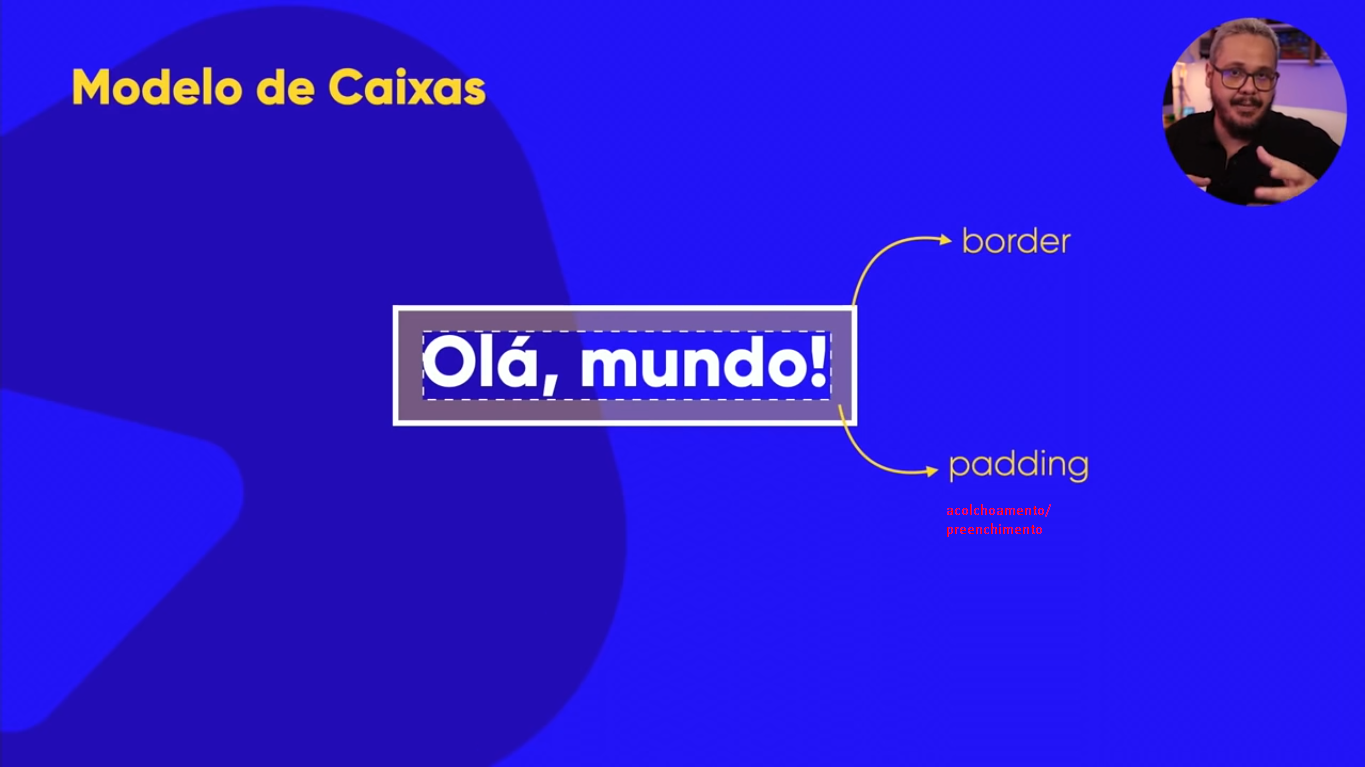 Modelo de Caixas
border
Olá, mundo!
padding
acolchoamento/
preenchimento